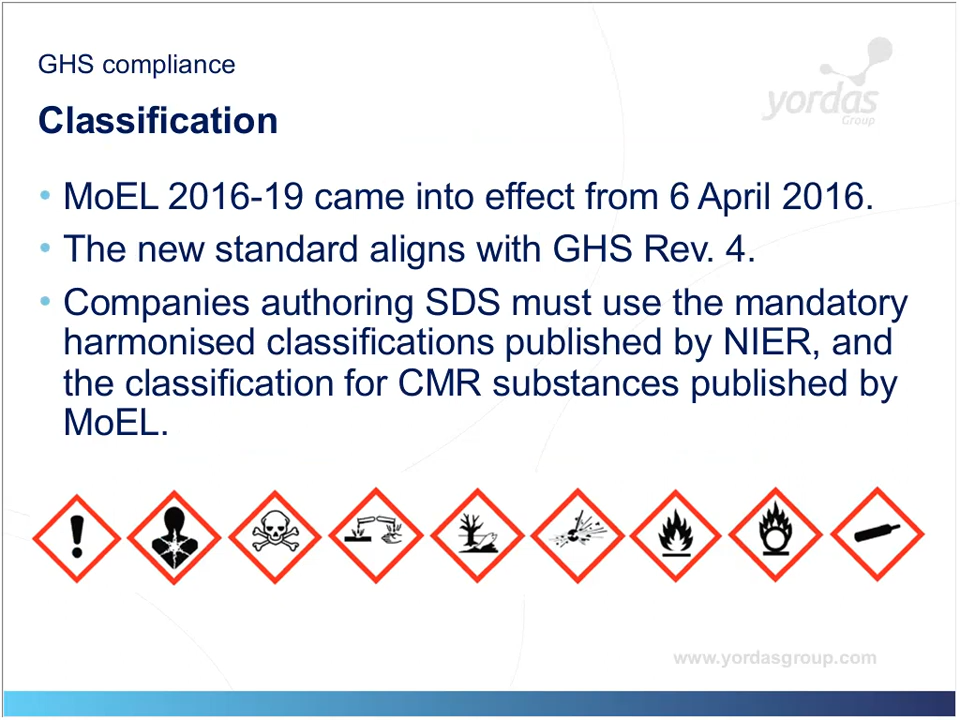 GHS compliance
yordas
Group
Classification
• MoEL 2016-19 came into effect from 6 April 2016.
• The new standard aligns with GHS Rev. 4.
• Companies authoring SDS must use the mandatory
harmonised classifications published by NIER, and
the classification for CMR substances published by
MoEL.
www.yordasgroup.com